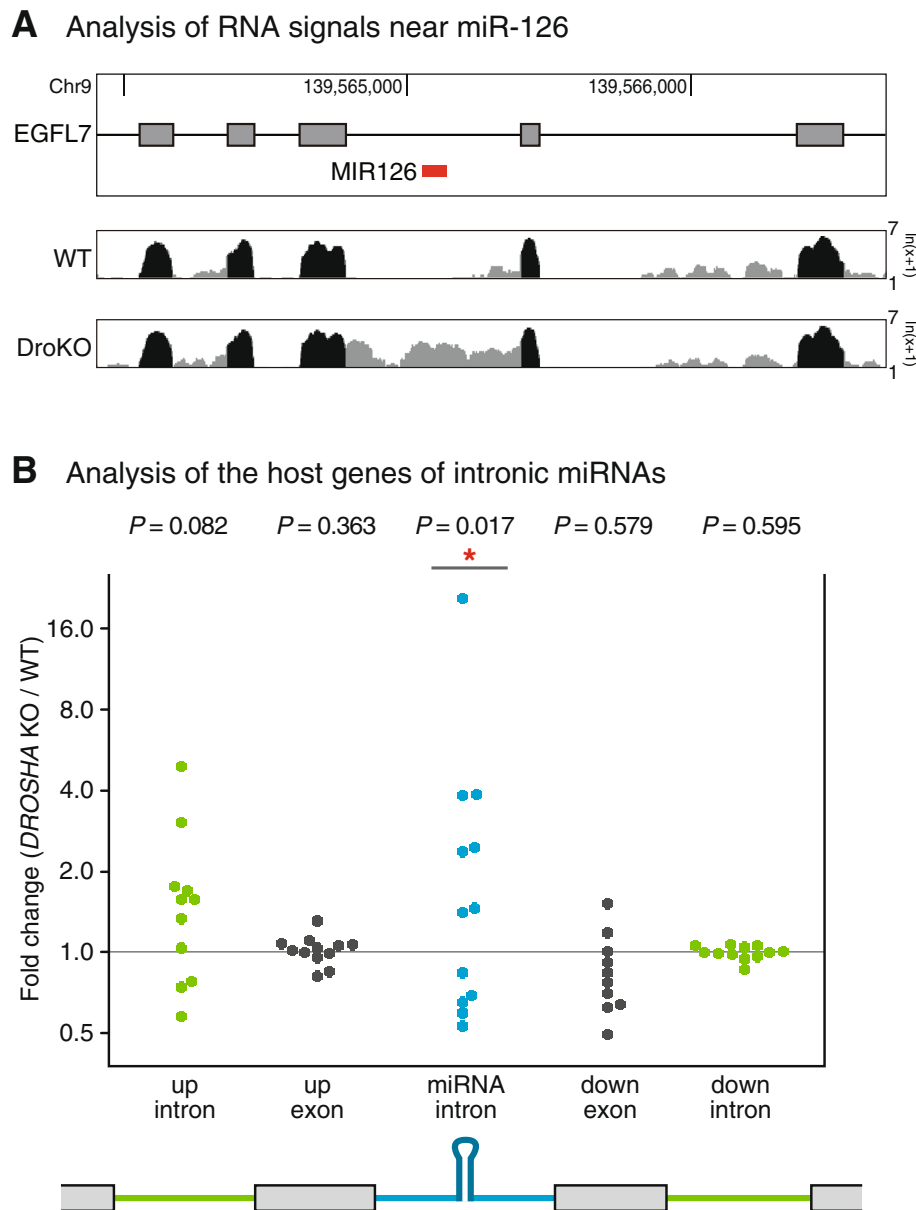 A Analysis of RNA signals near miR-126
Chr9 139,565,000 139,566,000
EGFL7
MIR126
WT 7 1 ln(x+1)
DroKO 7 1 ln(x+1)
B Analysis of the host genes of intronic miRNAs
P = 0.082 P = 0.363 P = 0.017 P = 0.579 P = 0.595
*
Fold change (DROSHA KO / WT)
16.0
8.0
4.0
2.0
1.0
0.5
up intron
up exon
miRNA intron
down exon
down intron